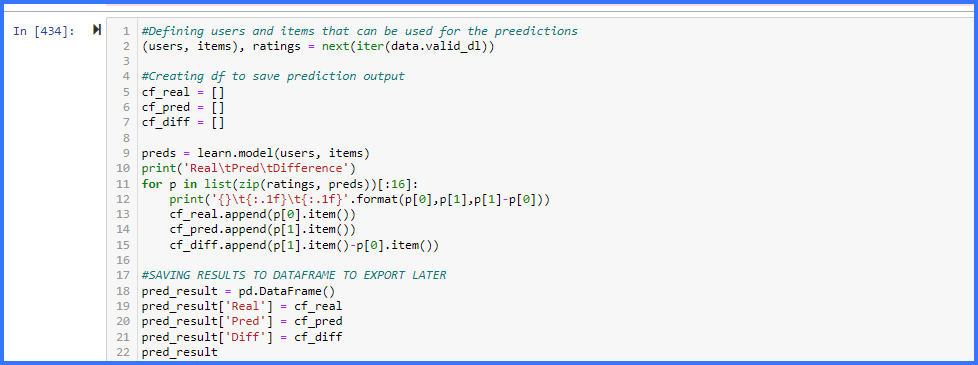 In [434]:
1 #Defining users and items that can be used for the preedictions
2 (users, items), ratings = next(iter(data.valid_dl))
3
4 #Creating df to save prediction output
5 cf_real = []
6 cf_pred = []
7 cf_diff = []
8
9 preds = learn.model(users, items)
10 print('Real\tPred\tDifference')
11 for p in list(zip(ratings, preds))[:16]:
12     print('{}\t{:.1f}\t{:.1f}'.format(p[0],p[1],p[1]-p[0]))
13     cf_real.append(p[0].item())
14     cf_pred.append(p[1].item())
15     cf_diff.append(p[1].item()-p[0].item())
16
17 #SAVING RESULTS TO DATAFRAME TO EXPORT LATER
18 pred_result = pd.DataFrame()
19 pred_result['Real'] = cf_real
20 pred_result['Pred'] = cf_pred
21 pred_result['Diff'] = cf_diff
22 pred_result